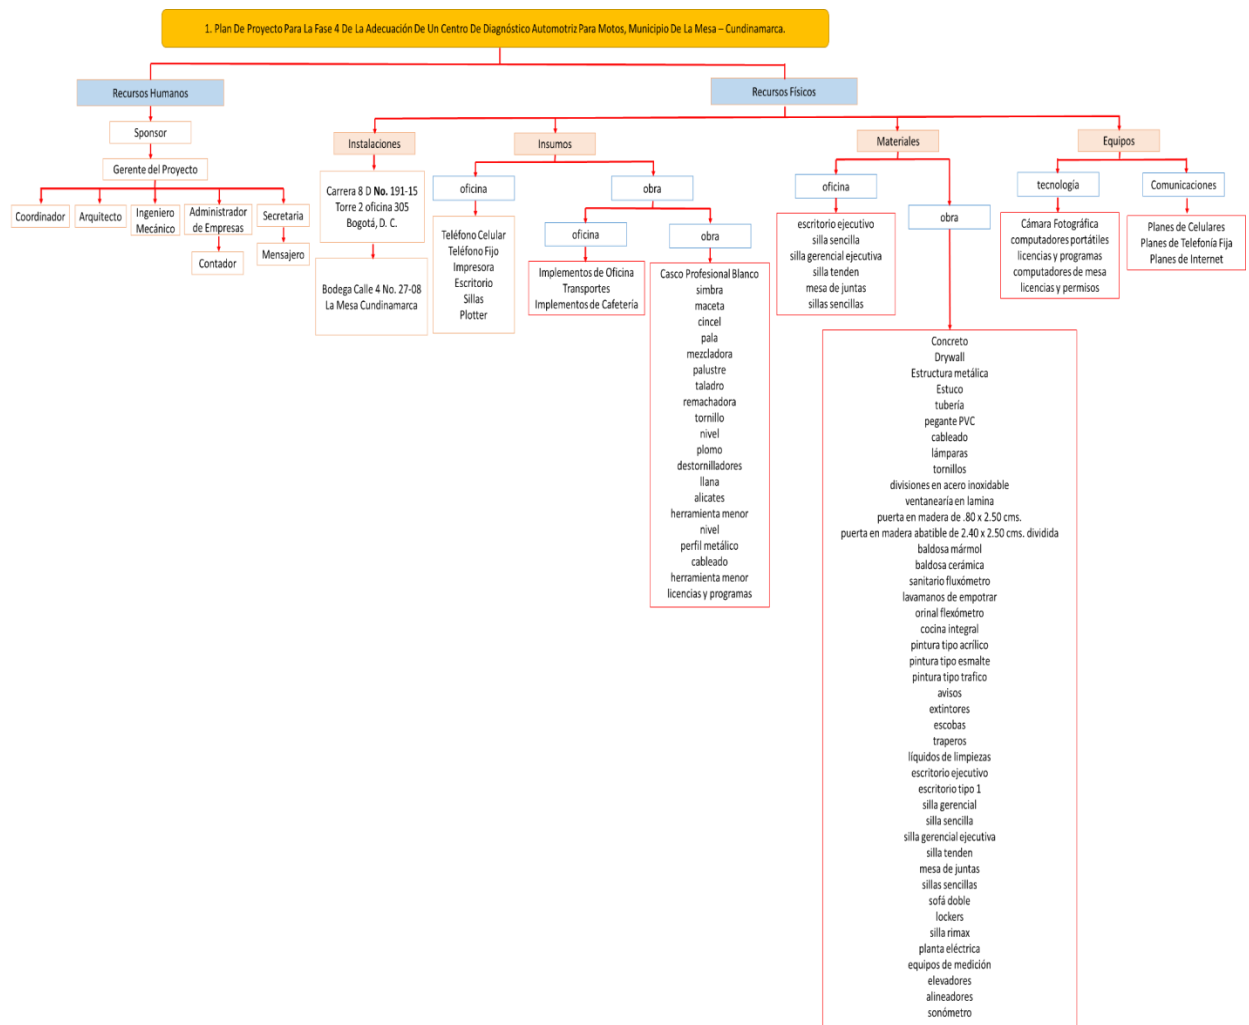 1. Plan De Proyecto Para La Fase 4 De La Adecuación De Un Centro De Diagnóstico Automotriz Para Motos, Municipio De La Mesa – Cundinamarca.
Recursos Humanos
Sponsor
Gerente del Proyecto
Coordinador
Arquitecto
Ingeniero
Mecánico
Administrador
de Empresas
Contador
Secretaria
Mensajero
Recursos Físicos
Instalaciones
Carrera 8 D No. 191-15
Torre 2 oficina 305
Bogotá, D. C.
Bodega Calle 4 No. 27-08
La Mesa Cundinamarca
Insumos
oficina
Teléfono Celular
Teléfono Fijo
Impresora
Escritorio
Sillas
Plotter
obra
oficina
Implementos de Oficina
Transportes
Implementos de Cafeteria
obra
Casco Profesional Blanco
simbra
maceta
cincel
pala
mezcladora
palustre
taladro
remachadora
tornillo
nivel
plomo
destornilladores
llana
alicates
herramienta menor
nivel
perfil metálico
cableado
herramienta menor
licencias y programas
Materiales
oficina
escritorio ejecutivo
silla sencilla
silla gerencial ejecutiva
silla tenden
mesa de juntas
sillas sencillas
obra
Concreto
Drywall
Estructura metálica
Estuco
tubería
pegante PVC
cableado
lámparas
tornillos
divisiones en acero inoxidable
ventanearía en lamina
puerta en madera de .80 x 2.50 cms.
puerta en madera abatible de 2.40 x 2.50 cms. dividida
baldosa mármol
baldosa cerámica
sanitario fluxómetro
lavamanos de empotrar
orinal flexómetro
cocina integral
pintura tipo acrílico
pintura tipo esmalte
pintura tipo trafico
avisos
extintores
escobas
traperos
líquidos de limpiezas
escritorio ejecutivo
escritorio tipo 1
silla gerencial
silla sencilla
silla gerencial ejecutiva
silla tenden
mesa de juntas
sillas sencillas
sofá doble
lockers
silla rimax
planta eléctrica
equipos de medición
elevadores
alineadores
sonómetro
Equipos
tecnología
Cámara Fotográfica
computadores portátiles
licencias y programas
computadores de mesa
licencias y permisos
Comunicaciones
Planes de Celulares
Planes de Telefonía Fija
Planes de Internet